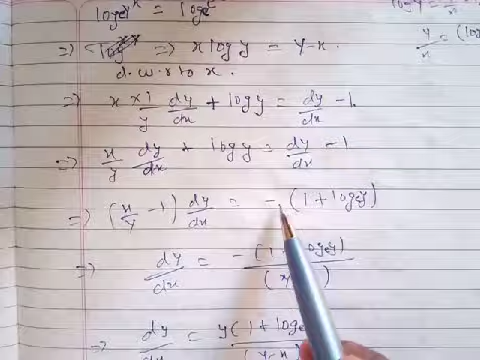 log y^x = log e
⇒ x log y = y-x.
d.w.r to x.
⇒ x × 1/y dy/dx + log y = dy/dx - 1.
⇒ x/y dy/dx + log y = dy/dx - 1
⇒ (x/y - 1) dy/dx = - (1 + log y)
⇒ dy/dx = -(1 + log y) / (
⇒ dy/dx = y(1 + log
y/x = (